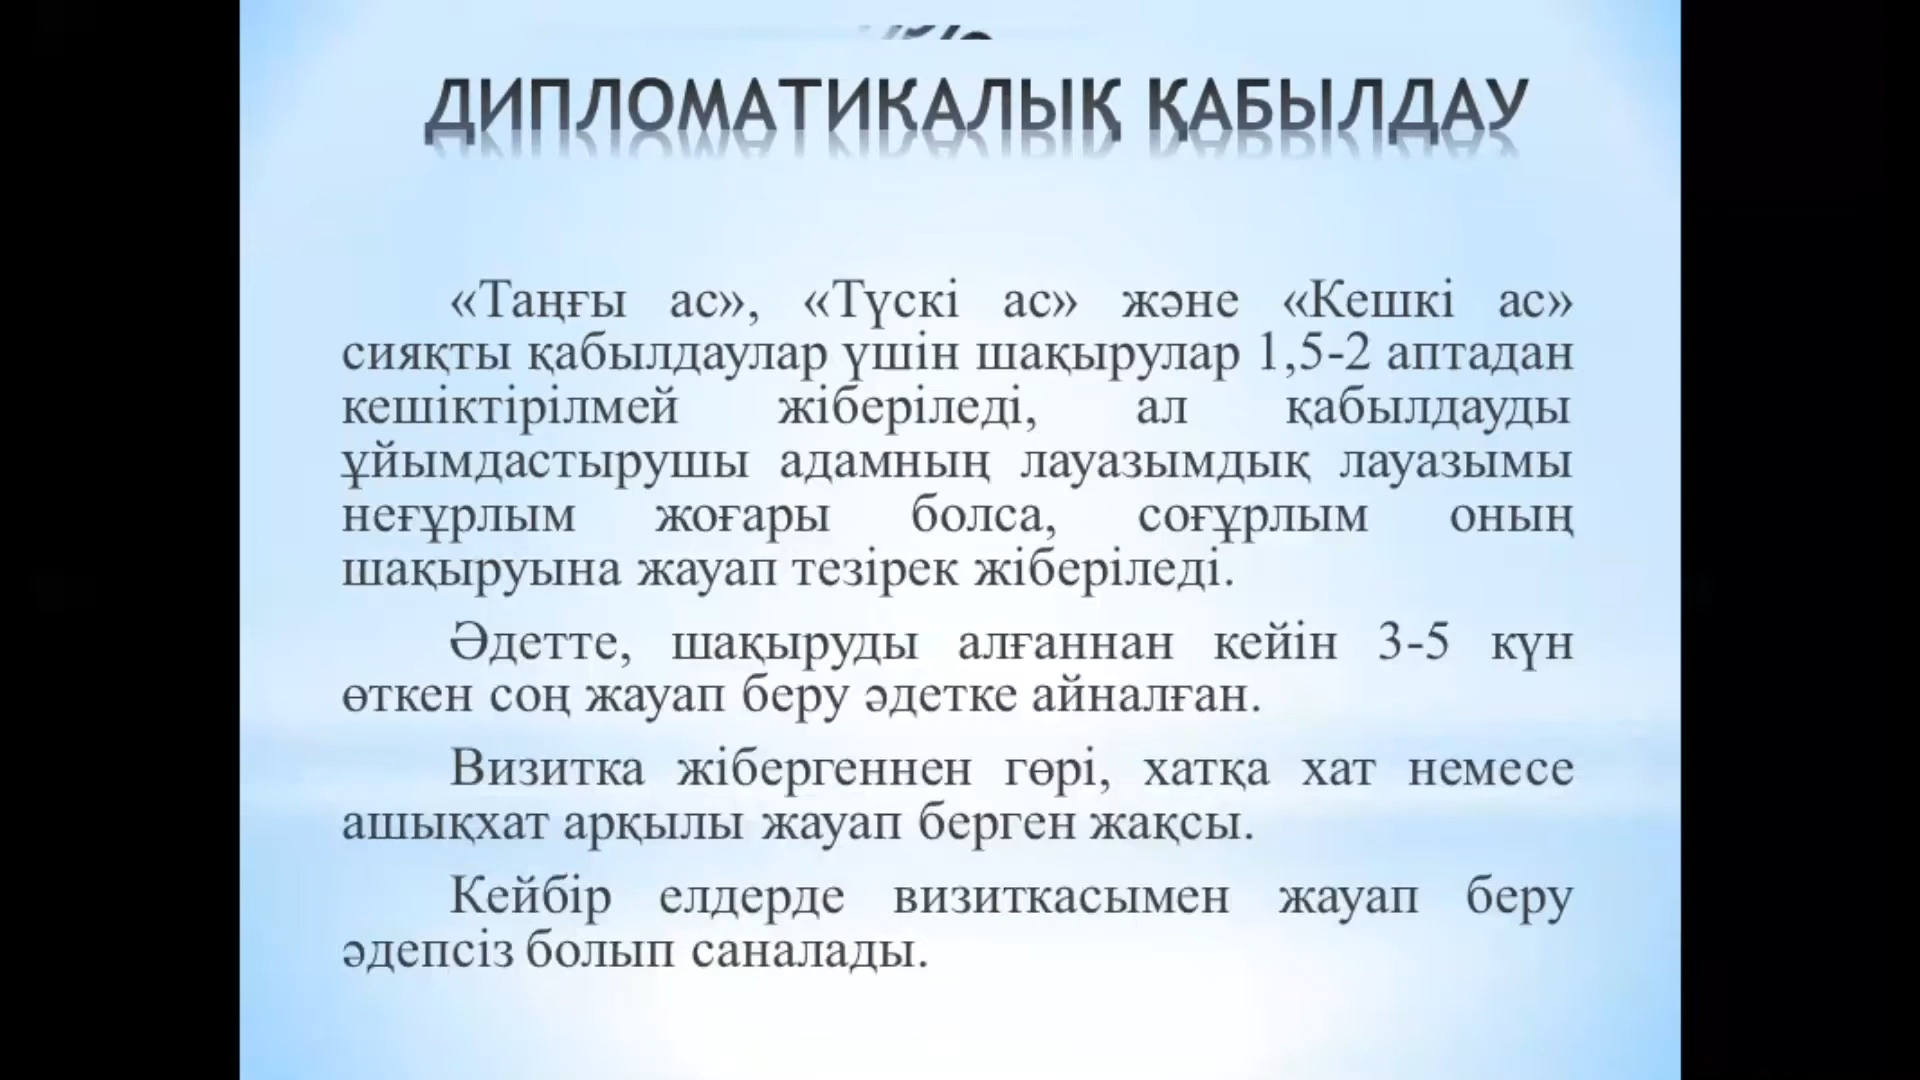 ДИПЛОМАТИКАЛЫҚ ҚАБЫЛДАУ
«Таңғы ас», «Түскі ас» және «Кешкі ас»
сияқты қабылдаулар үшін шақырулар 1,5-2 аптадан
кешіктірілмей жіберіледі, ал қабылдауды
ұйымдастырушы адамның лауазымдық лауазымы
неғұрлым жоғары болса, соғұрлым оның
шақыруына жауап тезірек жіберіледі.
Әдетте, шақыруды алғаннан кейін 3-5 күн
өткен соң жауап беру әдетке айналған.
Визитка жібергеннен гөрі, хатқа хат немесе
ашықхат арқылы жауап берген жақсы.
Кейбір елдерде визиткасымен жауап беру
әдепсіз болып саналады.